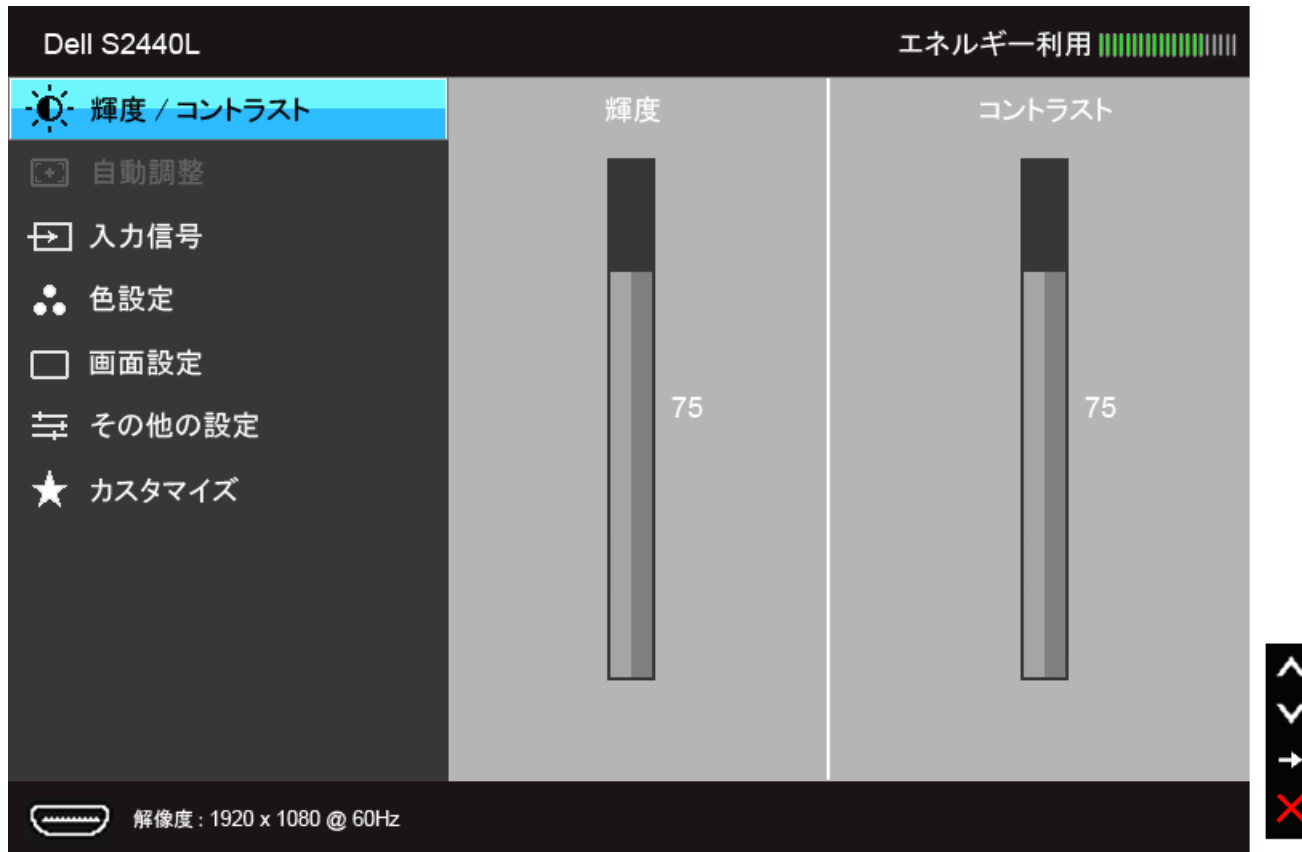 Dell S2440L
エネルギー利用
輝度 / コントラスト
輝度
コントラスト
自動調整
入力信号
色設定
画面設定
75
75
その他の設定
カスタマイズ
解像度 : 1920 x 1080 @ 60Hz